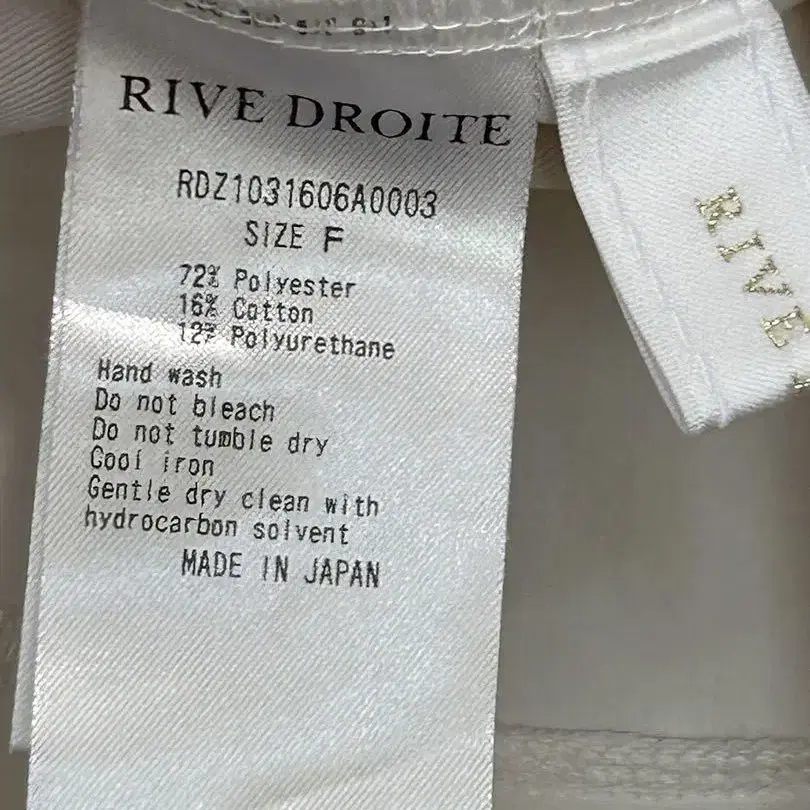 RIVE DROITE
RDZ1031606A0003
SIZE F
72% Polyester
16% Cotton
12% Polyurethane
Hand wash
Do not bleach
Do not tumble dry
Cool iron
Gentle dry clean with
hydrocarbon solvent
MADE IN JAPAN
RIVE